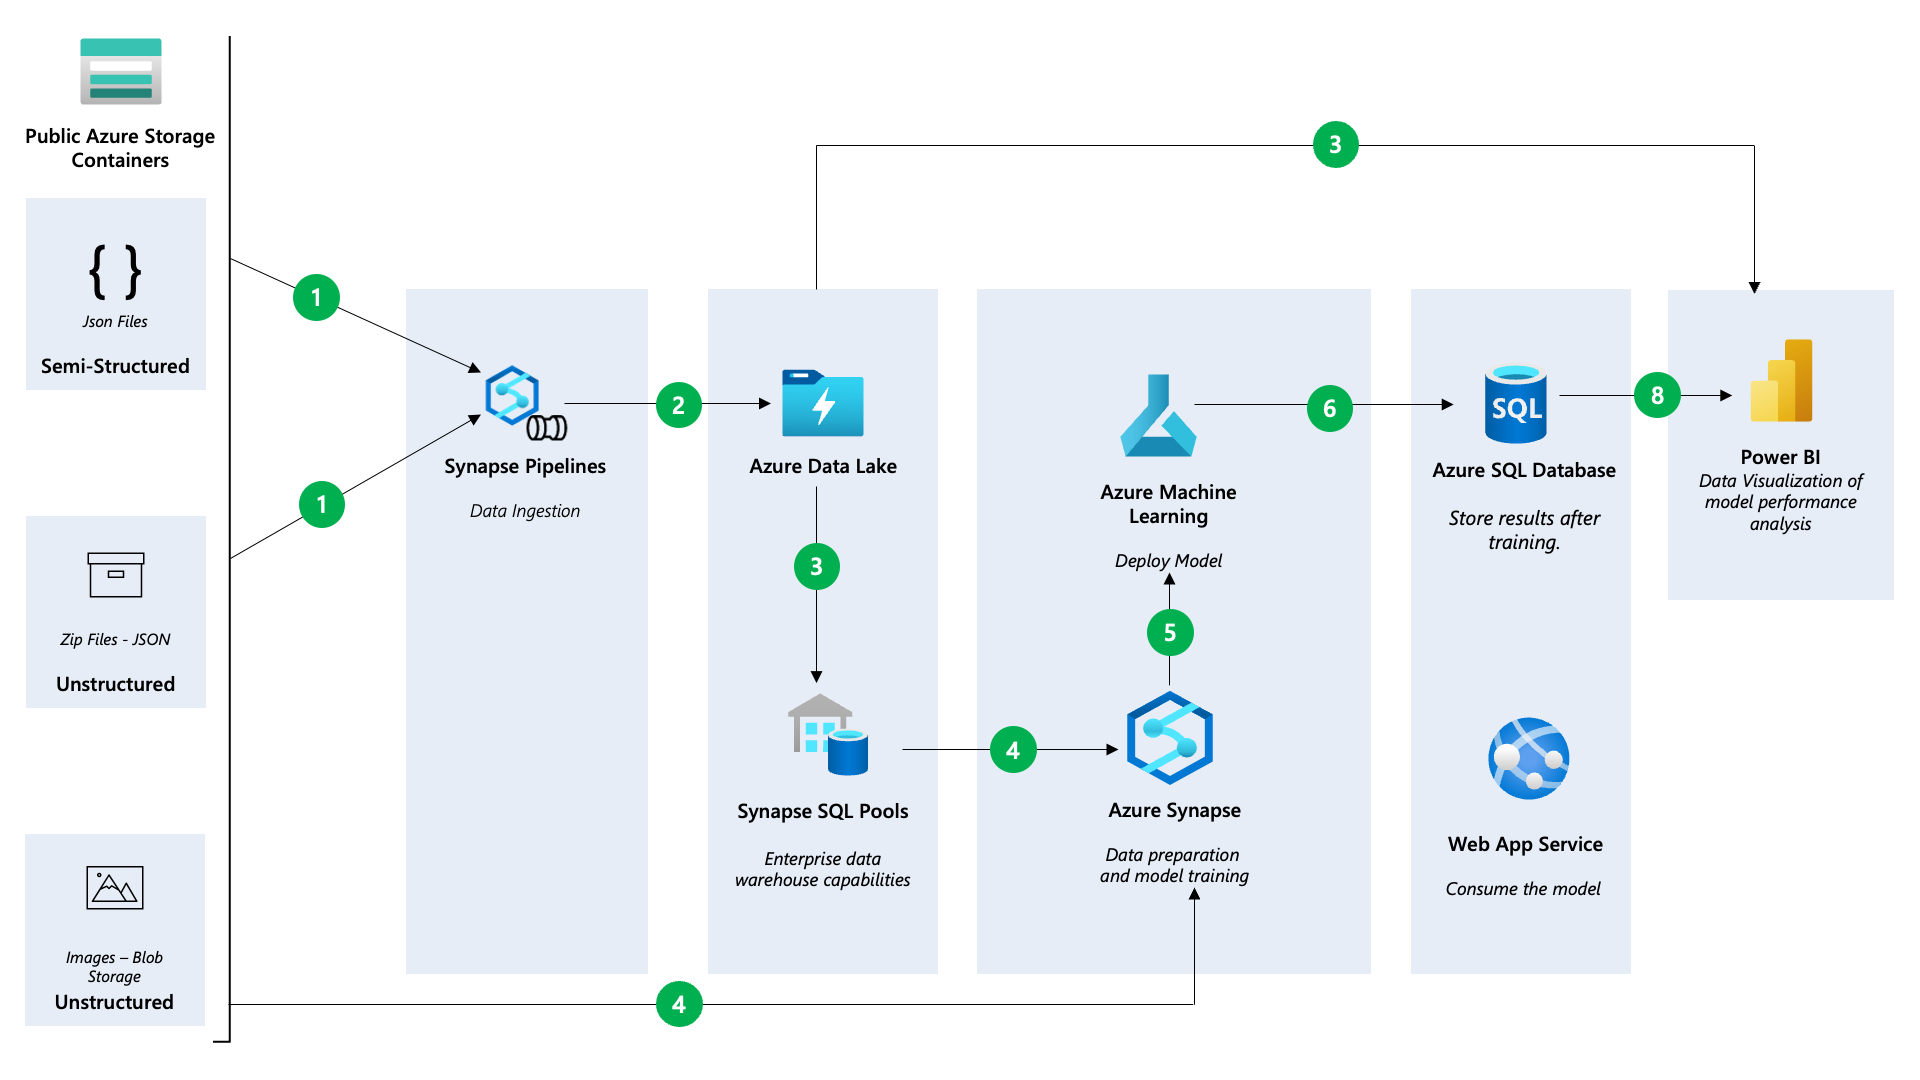 Public Azure Storage
Containers
{ }
Json Files
Semi-Structured
Zip Files - JSON
Unstructured
Images – Blob
Storage
Unstructured
1
1
Synapse Pipelines
Data Ingestion
2
Azure Data Lake
3
Synapse SQL Pools
Enterprise data
warehouse capabilities
3
4
4
Azure Machine
Learning
Deploy Model
5
Azure Synapse
Data preparation
and model training
6
SQL
Azure SQL Database
Store results after
training.
Web App Service
Consume the model
8
Power BI
Data Visualization of
model performance
analysis